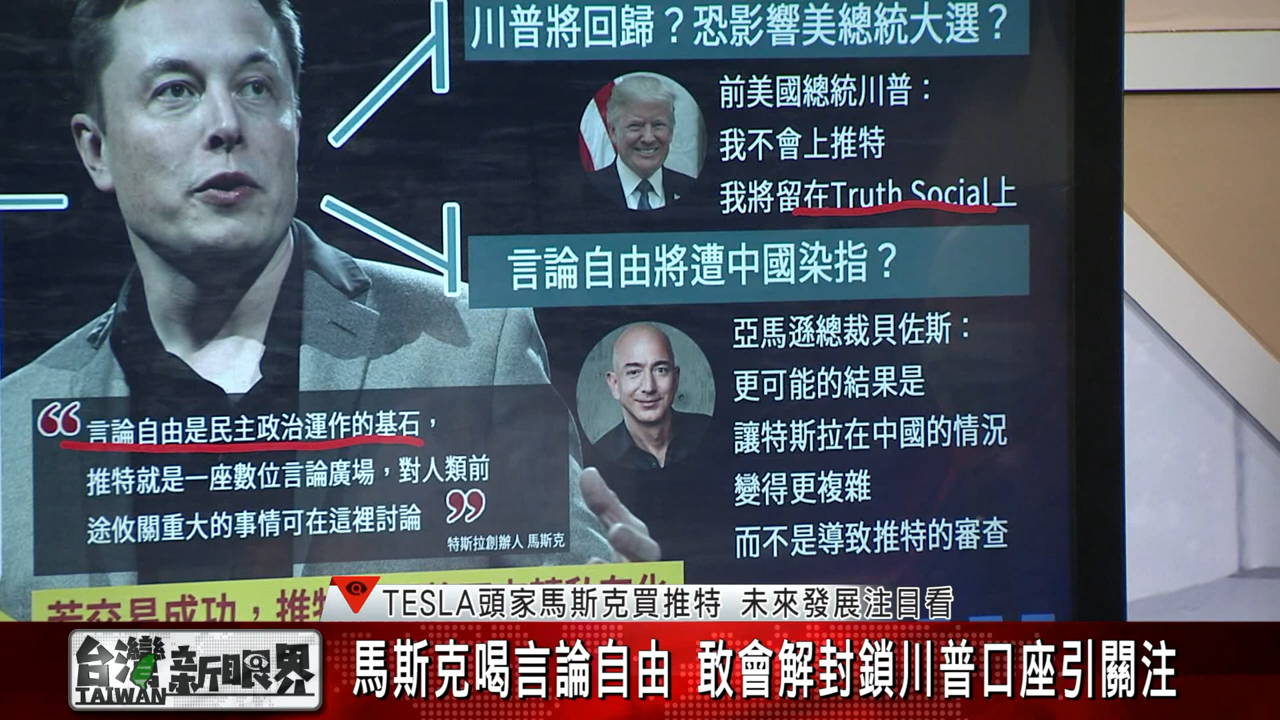 川普將回歸？恐影響美總統大選？
前美國總統川普：
我不會上推特
我將留在Truth Social上
言論自由將遭中國染指？
亞馬遜總裁貝佐斯：
更可能的結果是
讓特斯拉在中國的情況
變得更複雜
而不是導致推特的審查
“言論自由是民主政治運作的基石，
推特就是一座數位言論廣場，對人類前
途攸關重大的事情可在這裡討論”
特斯拉創辦人 馬斯克
若交易成功，推特
TESLA頭家馬斯克買推特 未來發展注目看
台灣新眼界
TAIWAN
馬斯克喝言論自由 敢會解封鎖川普口座引關注